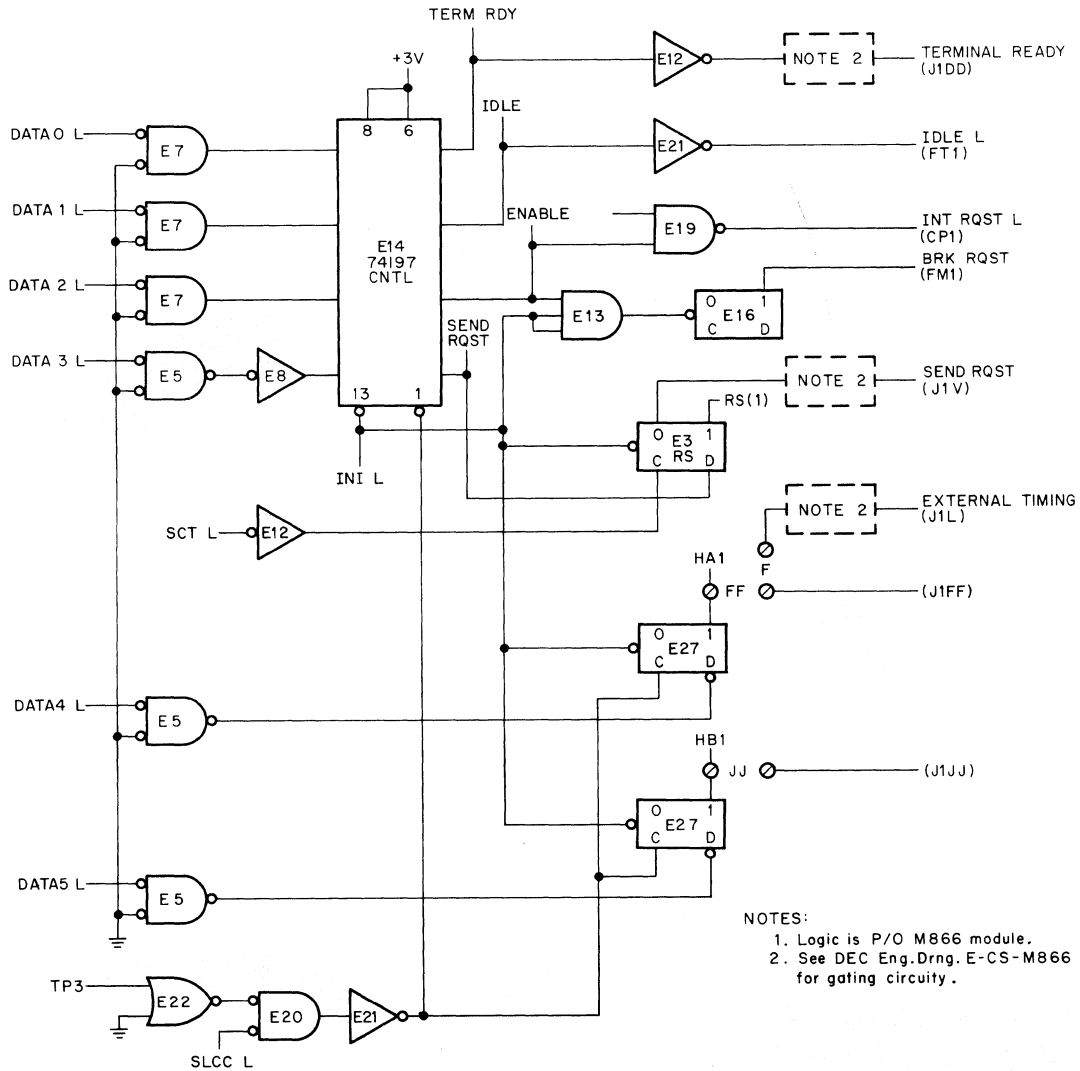 TERM RDY
+3V
E12
NOTE 2
TERMINAL READY
(J1DD)
IDLE
8 6
DATA0 L
E7
E21
IDLE L
(FT1)
DATA 1 L
E7
ENABLE
E19
INT RQST L
(CP1)
E14
74197
CNTL
BRK RQST
(FM1)
DATA 2 L
E7
E13
0 1
E16
C D
SEND
RQST
DATA 3 L
E5
E8
NOTE 2
SEND RQST
(J1V)
13 1
RS(1)
0 1
E3
RS
C D
INI L
SCT L
E12
NOTE 2
EXTERNAL TIMING
(J1L)
HA1
F
FF
(J1FF)
0 1
E27
C D
DATA4 L
E5
HB1
JJ
(J1JJ)
0 1
E27
C D
DATA5 L
E5
NOTES:
1. Logic is P/O M866 module.
2. See DEC Eng.Drng. E-CS-M866
for gating circuity.
TP3
E22
E20
E21
SLCC L